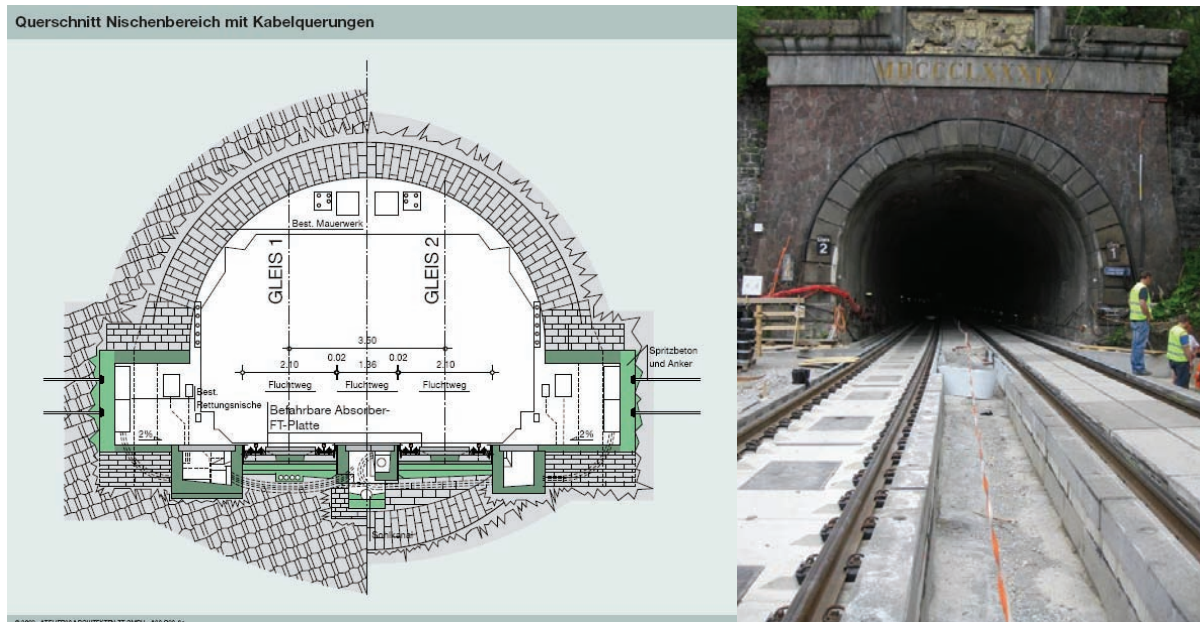 Querschnitt Nischenbereich mit Kabelquerungen
Best. Mauerwerk
GLEIS 1
GLEIS 2
3.50
0.02
0.02
2.10
1.36
2.10
Fluchtweg
Fluchtweg
Fluchtweg
Spritzbeton
und Anker
Best.
Rettungsnische
Befahrbare Absorber-
FT-Platte
2%
2%
Sohlkanal
MDCCCLXXXIV
2
1